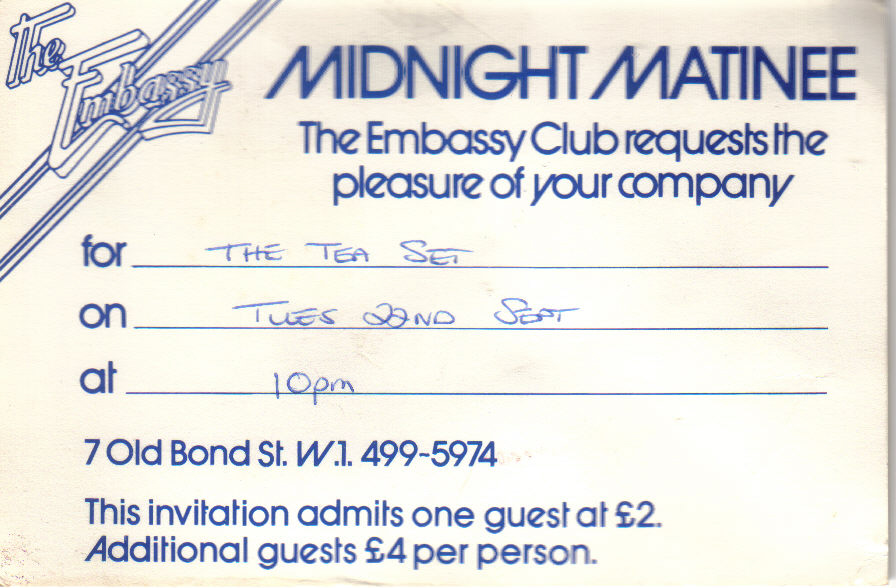 The
Embassy
MIDNIGHT MATINEE
The Embassy Club requests the
pleasure of your company
for THE TEA SET
on TUES 22ND SEPT
at 10pm
7 Old Bond St. W.1. 499-5974
This invitation admits one guest at £2.
Additional guests £4 per person.